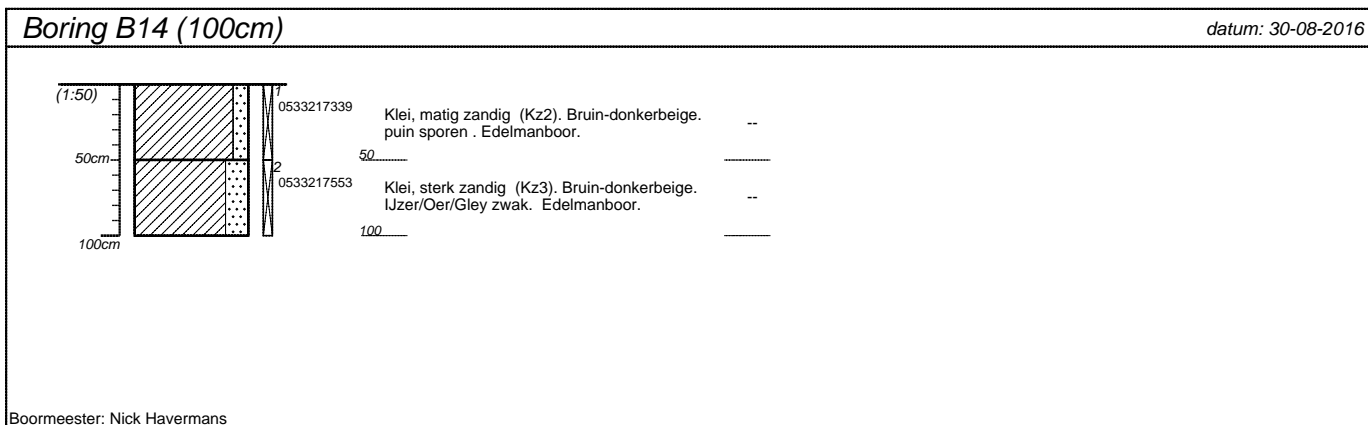 Boring B14 (100cm)
datum: 30-08-2016
(1:50)
1
0533217339
Klei, matig zandig (Kz2). Bruin-donkerbeige.
puin sporen . Edelmanboor.
--
50cm
50
2
0533217553
Klei, sterk zandig (Kz3). Bruin-donkerbeige.
IJzer/Oer/Gley zwak. Edelmanboor.
--
100cm
100
Boormeester: Nick Havermans